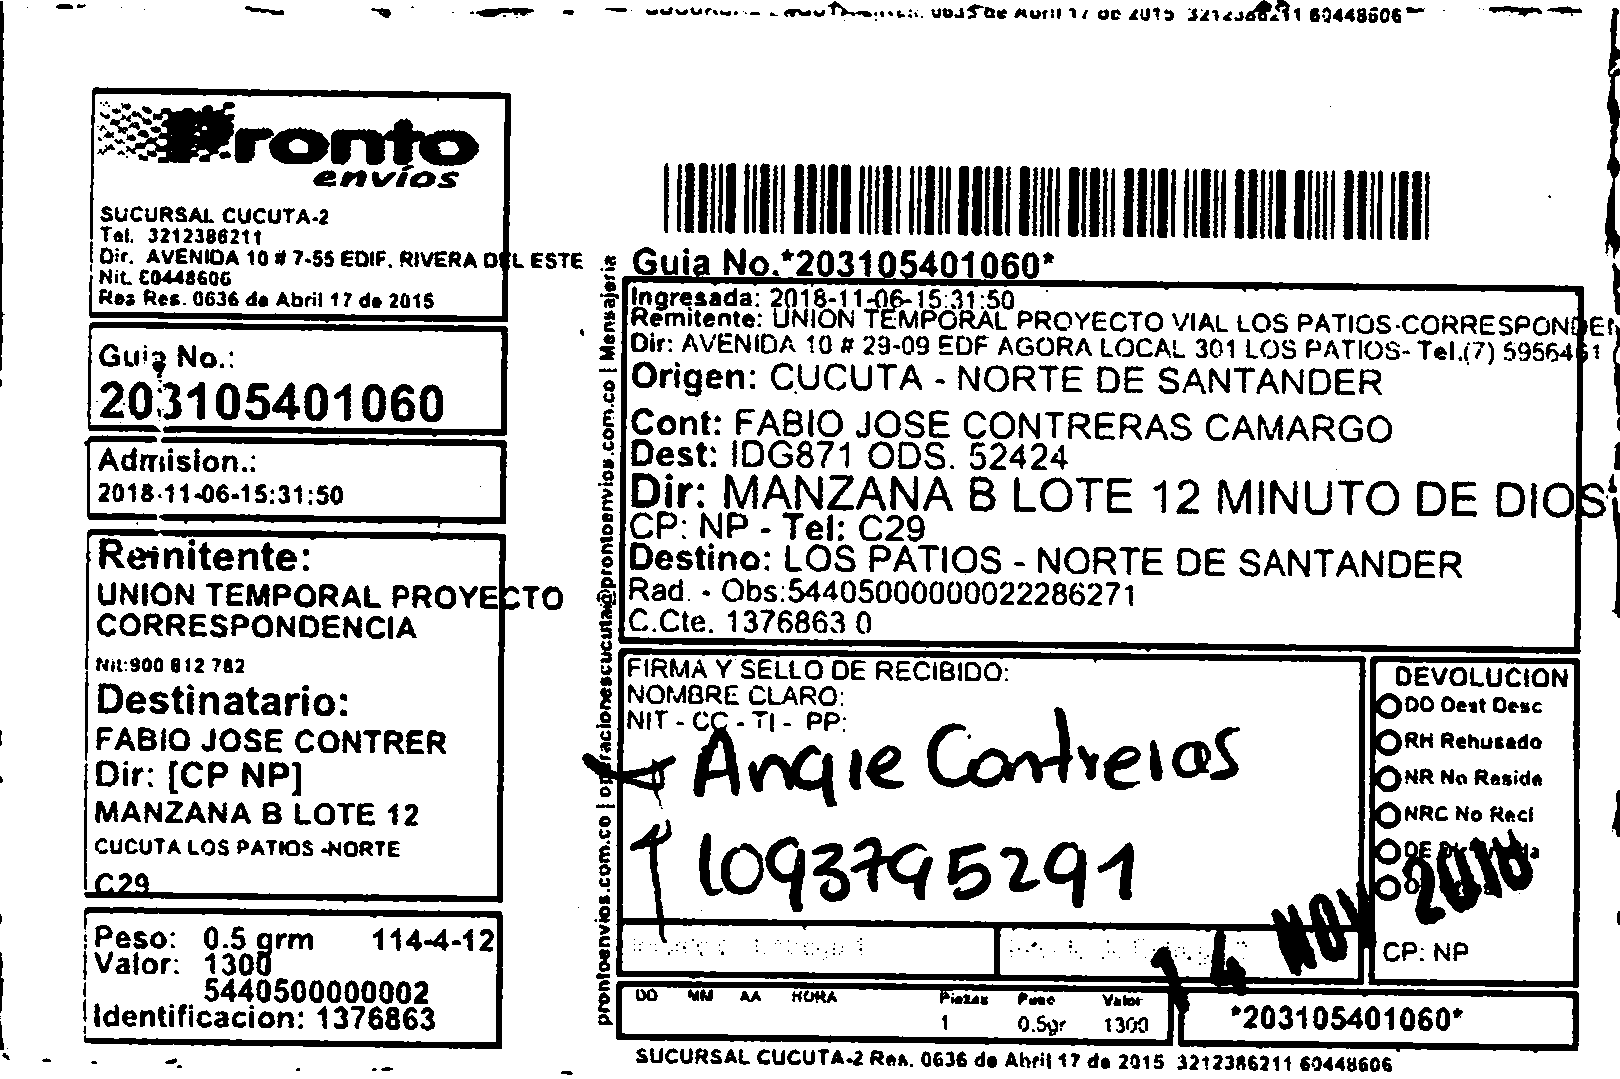 Pronto
envíos
SUCURSAL CUCUTA-2
Tel. 3212386211
Dir. AVENIDA 10 # 7-55 EDIF. RIVERA DEL ESTE
Nit. 60448606
Res Res. 0636 de Abril 17 de 2015
Guia No.:
203105401060
Admision.:
2018-11-06-15:31:50
Remitente:
UNION TEMPORAL PROYECTO
CORRESPONDENCIA
Nit:900 812 782
Destinatario:
FABIO JOSE CONTRER
Dir: [CP NP]
MANZANA B LOTE 12
CUCUTA LOS PATIOS -NORTE
C29
Peso: 0.5 grm 114-4-12
Valor: 1300
5440500000002
Identificacion: 1376863
prontoenvios.com.co | operacionescucuta@prontoenvios.com.co | Mensajeria
Guia No.*203105401060*
Ingresada: 2018-11-06-15:31:50
Remitente: UNION TEMPORAL PROYECTO VIAL LOS PATIOS-CORRESPONDEN
Dir: AVENIDA 10 # 29-09 EDF AGORA LOCAL 301 LOS PATIOS- Tel.(7) 5956461
Origen: CUCUTA - NORTE DE SANTANDER
Cont: FABIO JOSE CONTRERAS CAMARGO
Dest: IDG871 ODS. 52424
Dir: MANZANA B LOTE 12 MINUTO DE DIOS
CP: NP - Tel: C29
Destino: LOS PATIOS - NORTE DE SANTANDER
Rad. - Obs:54405000000022286271
C.Cte. 1376863 0
FIRMA Y SELLO DE RECIBIDO:
NOMBRE CLARO:
NIT - CC - TI - PP:
Angie Contreras
1093795291
DEVOLUCION
DD Dest Desc
RH Rehusado
NR No Reside
NRC No Reci
DE
CP: NP
14 NOV 2018
DD MM AA HORA Piezas Peso Valor
1 0.5gr 1300
*203105401060*
SUCURSAL CUCUTA-2 Res. 0636 de Abril 17 de 2015 3212386211 60448606